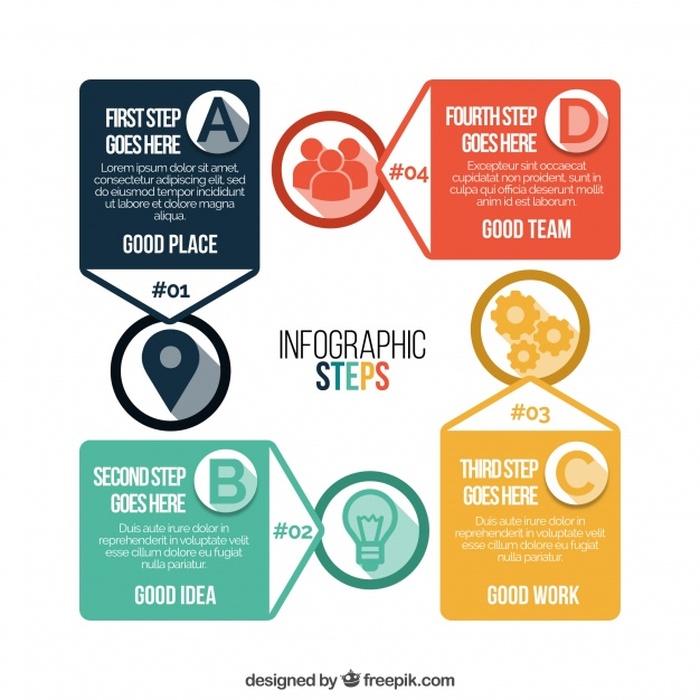 FIRST STEP
GOES HERE
A
Lorem ipsum dolor sit amet,
consectetur adipiscing elit, sed
do eiusmod tempor incididunt
ut labore et dolore magna
aliqua.
GOOD PLACE
#01
FOURTH STEP
GOES HERE
D
Excepteur sint occaecat
cupidatat non proident, sunt in
culpa qui officia deserunt mollit
anim id est laborum.
GOOD TEAM
#04
INFOGRAPHIC
STEPS
SECOND STEP
GOES HERE
B
Duis aute irure dolor in
reprehenderit in voluptate velit
esse cillum dolore eu fugiat
nulla pariatur.
GOOD IDEA
#02
#03
THIRD STEP
GOES HERE
C
Duis aute irure dolor in
reprehenderit in voluptate velit
esse cillum dolore eu fugiat
nulla pariatur.
GOOD WORK
designed by freepik.com